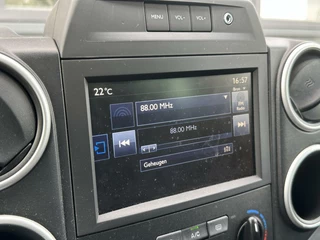 MENU VOL- VOL+
22°C 16:57
88.00 MHz
88.00 MHz
Geheugen
A/C